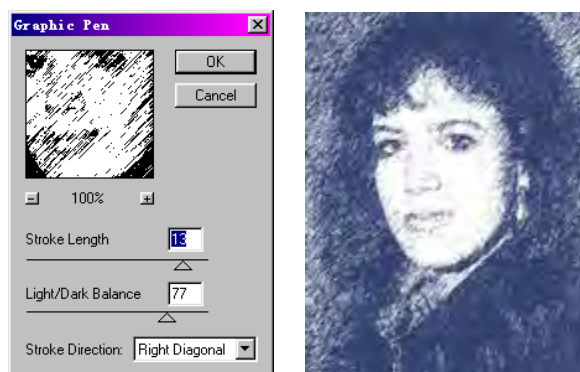 Graphic Pen
OK
Cancel
100%
Stroke Length 13
Light/Dark Balance 77
Stroke Direction: Right Diagonal